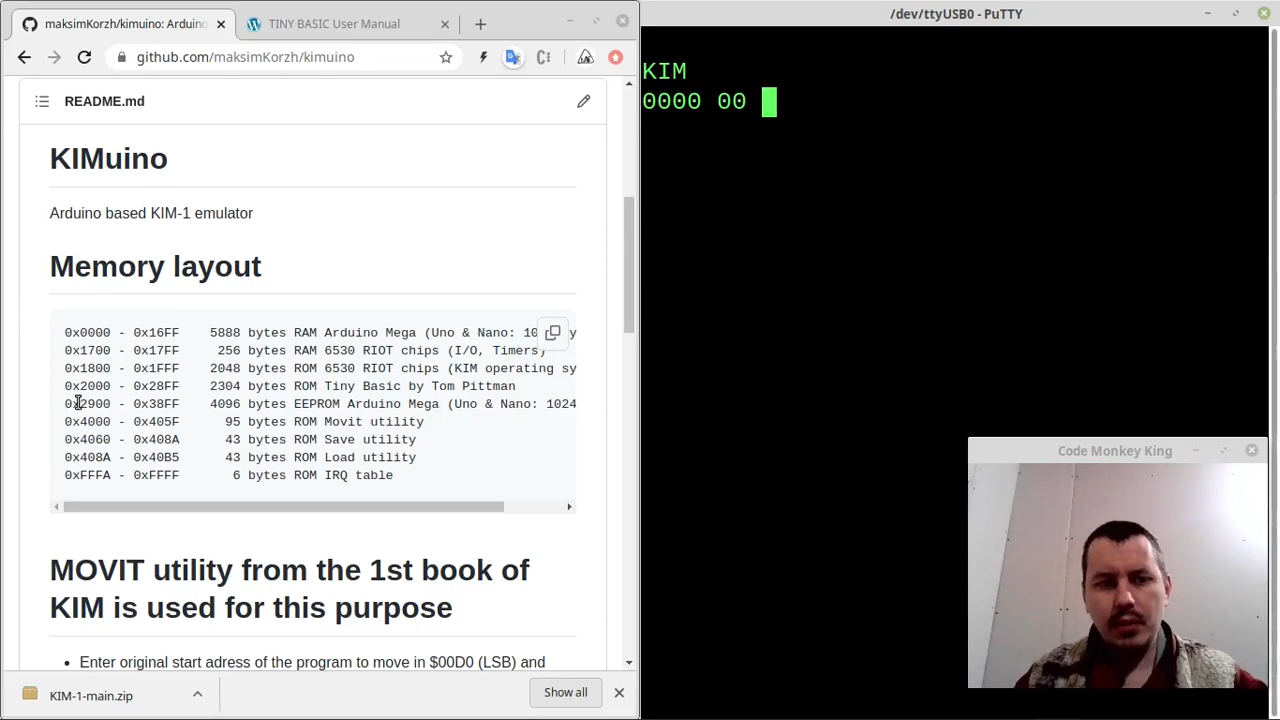 maksimKorzh/kimuino: Arduino
TINY BASIC User Manual
/dev/ttyUSB0 - PuTTY
github.com/maksimKorzh/kimuino
README.md
KIM
0000 00
KIMuino
Arduino based KIM-1 emulator
Memory layout
0x0000 - 0x16FF 5888 bytes RAM Arduino Mega (Uno & Nano: 10
0x1700 - 0x17FF 256 bytes RAM 6530 RIOT chips (I/O, Timers)
0x1800 - 0x1FFF 2048 bytes ROM 6530 RIOT chips (KIM operating sy
0x2000 - 0x28FF 2304 bytes ROM Tiny Basic by Tom Pittman
0x2900 - 0x38FF 4096 bytes EEPROM Arduino Mega (Uno & Nano: 1024
0x4000 - 0x405F 95 bytes ROM Movit utility
0x4060 - 0x408A 43 bytes ROM Save utility
0x408A - 0x40B5 43 bytes ROM Load utility
0xFFFA - 0xFFFF 6 bytes ROM IRQ table
Code Monkey King
MOVIT utility from the 1st book of
KIM is used for this purpose
Enter original start adress of the program to move in $00D0 (LSB) and
KIM-1-main.zip
Show all